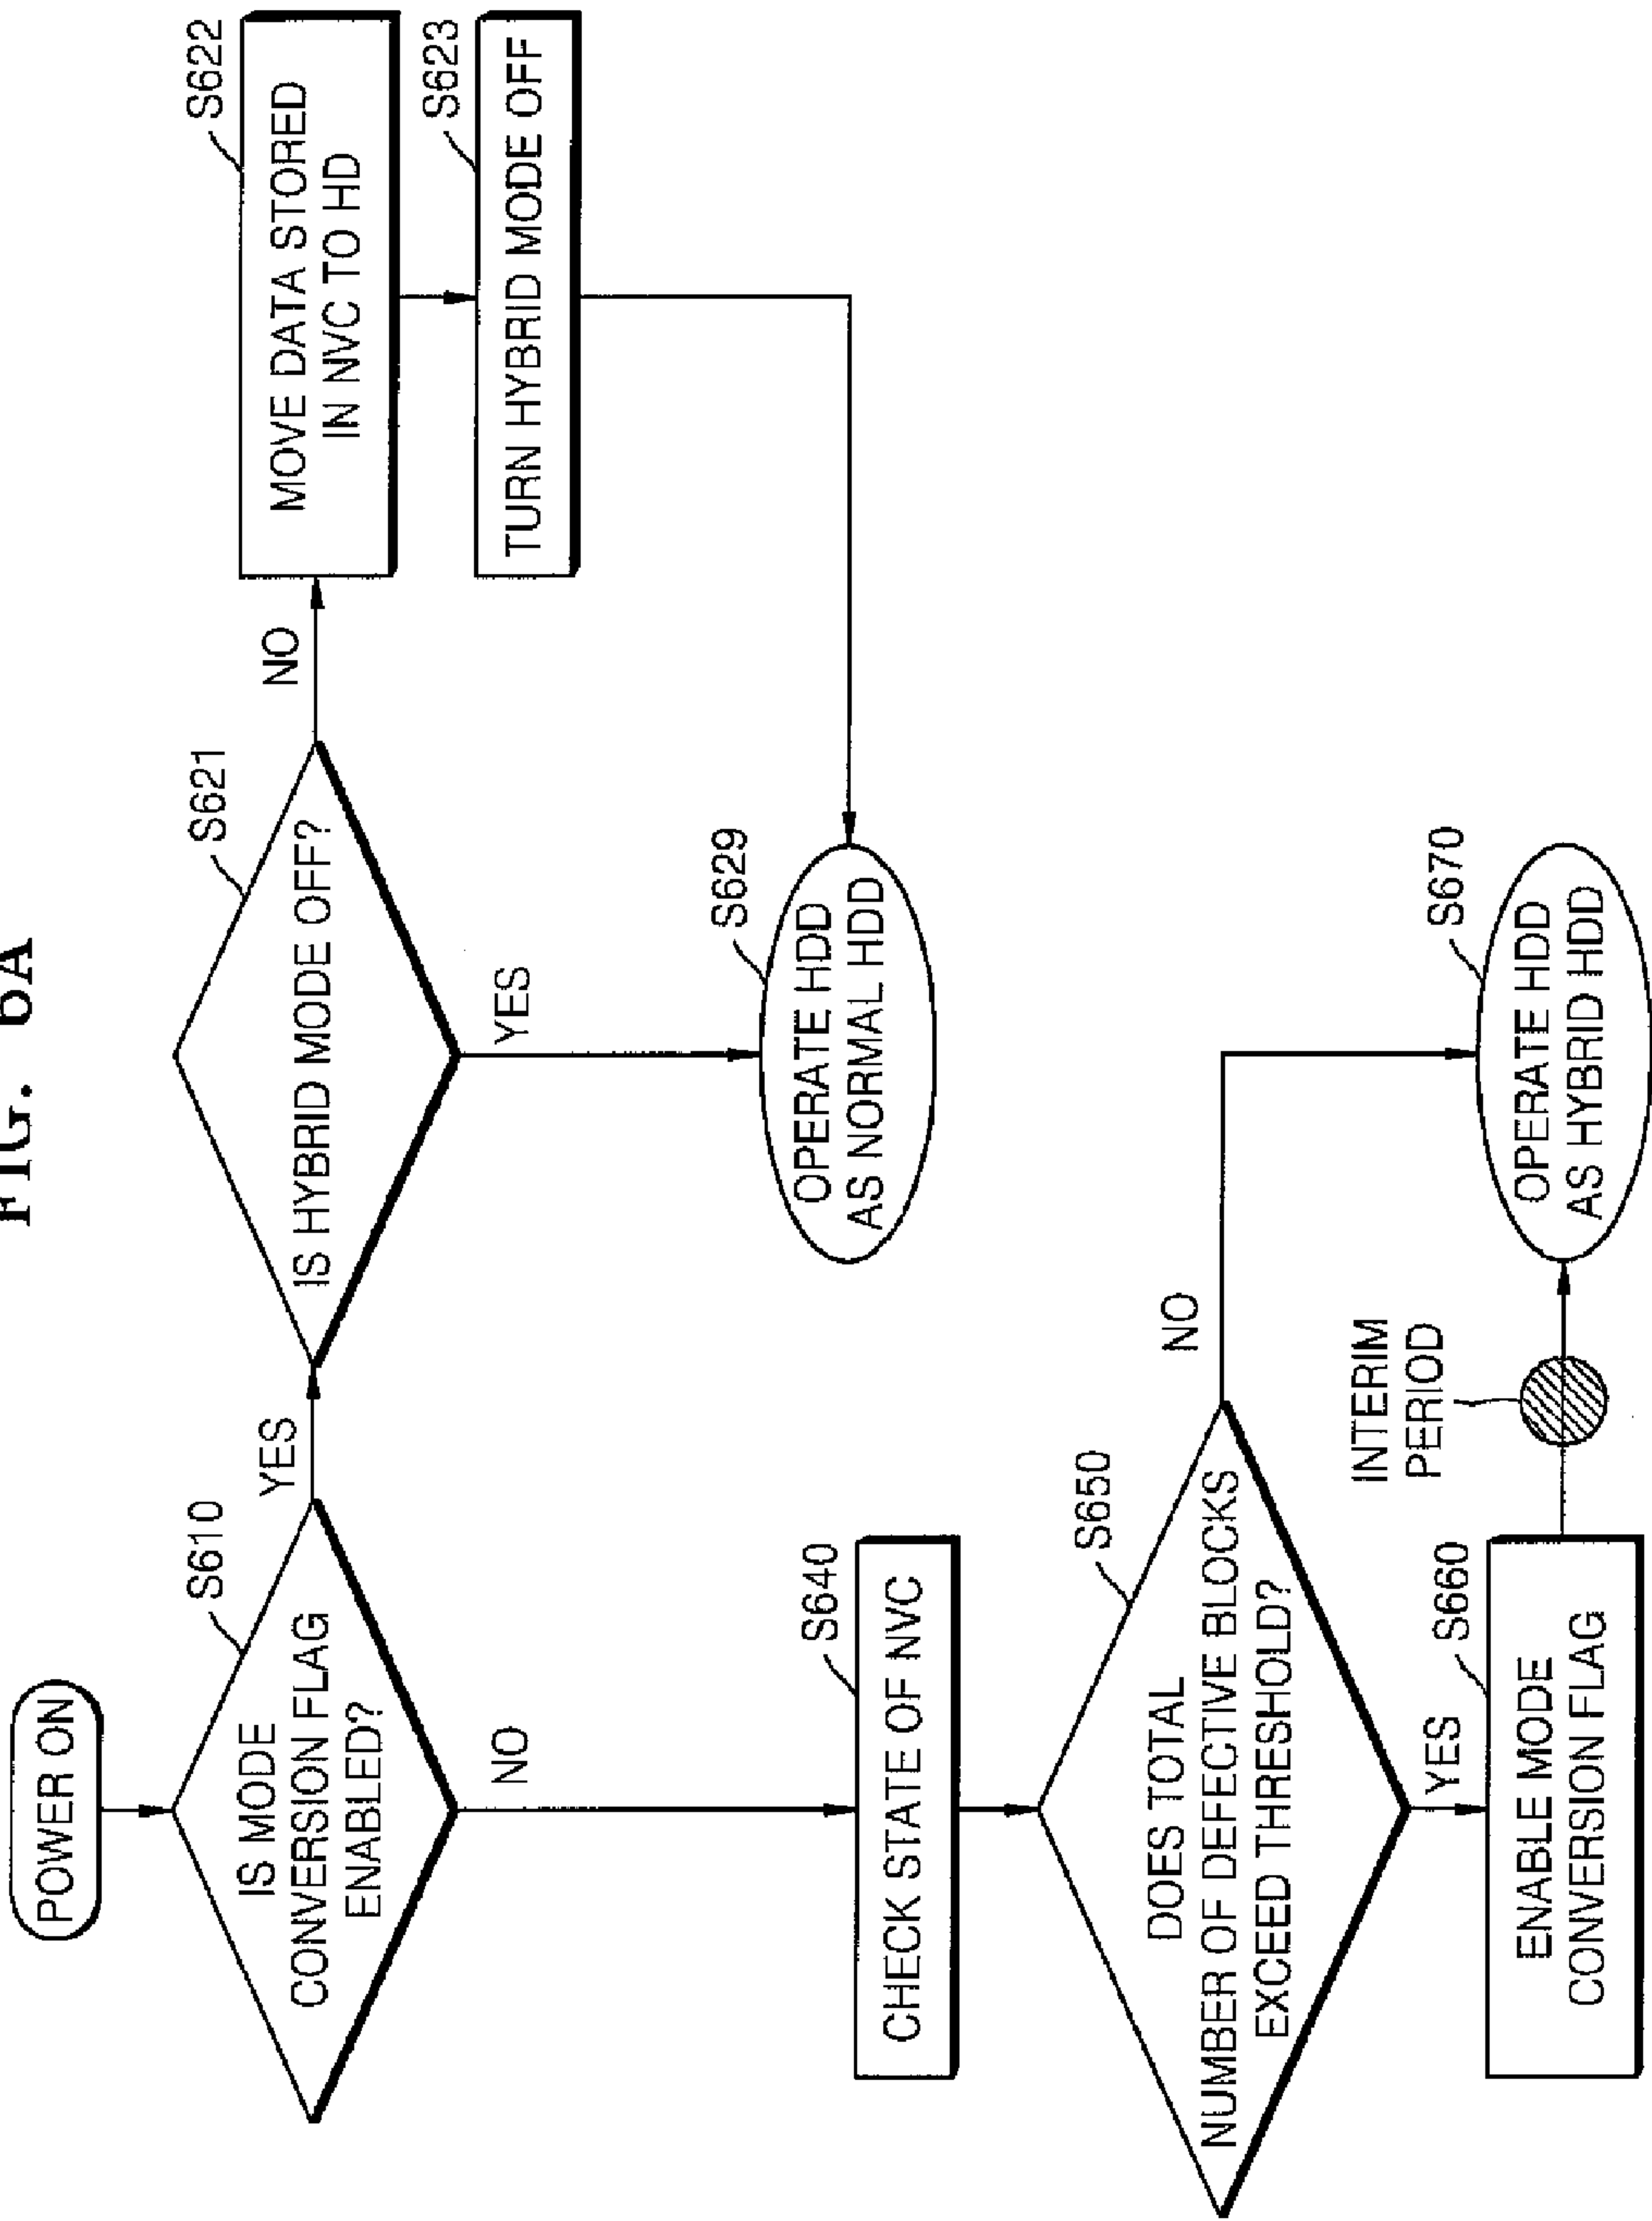 FIG. 6A
POWER ON
S610
IS MODE
CONVERSION FLAG
ENABLED?
YES
NO
S621
IS HYBRID MODE OFF?
NO
YES
S622
MOVE DATA STORED
IN NVC TO HD
S623
TURN HYBRID MODE OFF
S629
OPERATE HDD
AS NORMAL HDD
S640
CHECK STATE OF NVC
S650
DOES TOTAL
NUMBER OF DEFECTIVE BLOCKS
EXCEED THRESHOLD?
NO
YES
S660
ENABLE MODE
CONVERSION FLAG
INTERIM
PERIOD
S670
OPERATE HDD
AS HYBRID HDD